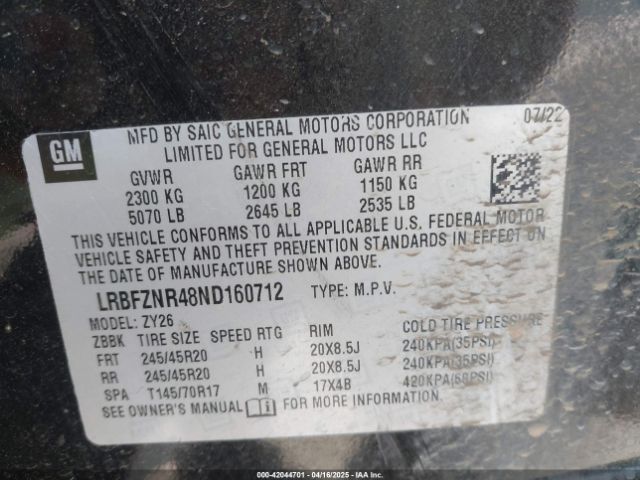 GM
MFD BY SAIC GENERAL MOTORS CORPORATION 07/22
LIMITED FOR GENERAL MOTORS LLC
GVWR GAWR FRT GAWR RR
2300 KG 1200 KG 1150 KG
5070 LB 2645 LB 2535 LB
THIS VEHICLE CONFORMS TO ALL APPLICABLE U.S. FEDERAL MOTOR
VEHICLE SAFETY AND THEFT PREVENTION STANDARDS IN EFFECT ON
THE DATE OF MANUFACTURE SHOWN ABOVE.
LRBFZNR48ND160712 TYPE: M.P.V.
MODEL: ZY26
ZBBK TIRE SIZE SPEED RTG RIM COLD TIRE PRESSURE
FRT 245/45R20 H 20X8.5J 240KPA(35PSI)
RR 245/45R20 H 20X8.5J 240KPA(35PSI)
SPA T145/70R17 M 17X4B 420KPA(60PSI)
SEE OWNER'S MANUAL FOR MORE INFORMATION.
000-42044701 - 04/16/2025 - IAA Inc.